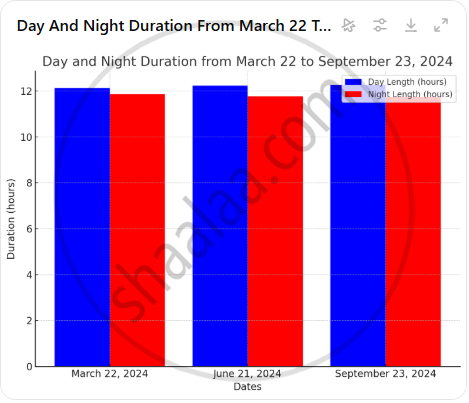 Day And Night Duration From March 22 T...
Day and Night Duration from March 22 to September 23, 2024
Day Length (hours)
Night Length (hours)
12
10
8
6
4
2
0
Duration (hours)
March 22, 2024
June 21, 2024
September 23, 2024
Dates
shaalaa.com